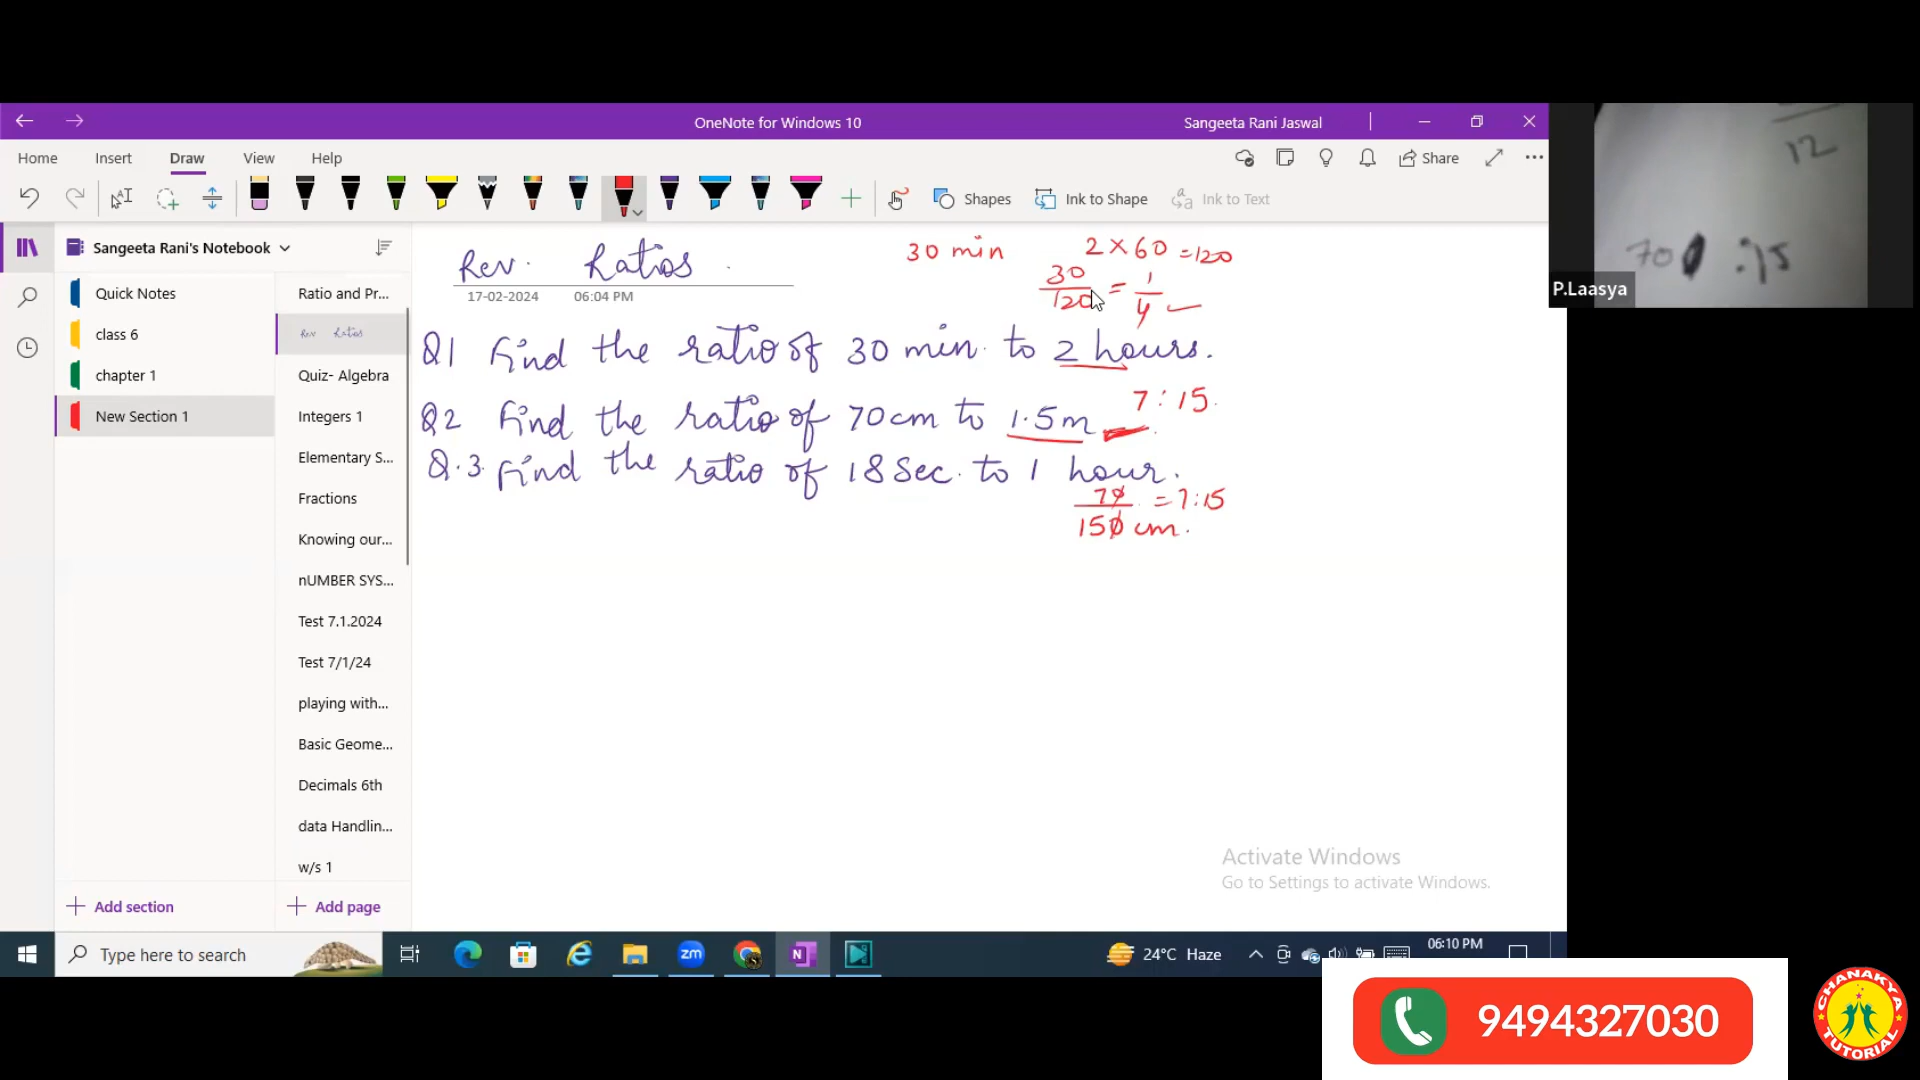 OneNote for Windows 10
Sangeeta Rani Jaswal
Home Insert Draw View Help
Share
Shapes
Ink to Shape
Ink to Text
Sangeeta Rani's Notebook
Quick Notes
class 6
chapter 1
New Section 1
Add section
Ratio and Pr...
Rev Ratios
Quiz- Algebra
Integers 1
Elementary S...
Fractions
Knowing our...
nUMBER SYS...
Test 7.1.2024
Test 7/1/24
playing with...
Basic Geome...
Decimals 6th
data Handlin...
w/s 1
Add page
Rev. Ratios
17-02-2024 06:04 PM
30 min 2 × 60 = 120
30/120 = 1/4
Q1 Find the ratio of 30 min. to 2 hours.
Q2 Find the ratio of 70cm to 1.5m 7:15.
Q.3. Find the ratio of 18 Sec. to 1 hour.
70/150 cm. = 7:15
Activate Windows
Go to Settings to activate Windows.
12
70 :15
P.Laasya
Type here to search
zm
N
24°C Haze
06:10 PM
9494327030
CHANAKYA
TUTORIAL